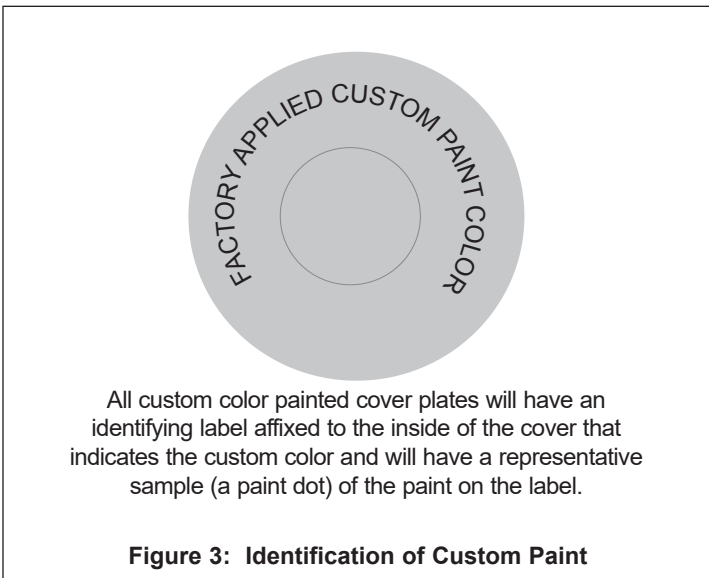 FACTORY APPLIED CUSTOM PAINT COLOR
All custom color painted cover plates will have an
identifying label affixed to the inside of the cover that
indicates the custom color and will have a representative
sample (a paint dot) of the paint on the label.
Figure 3: Identification of Custom Paint